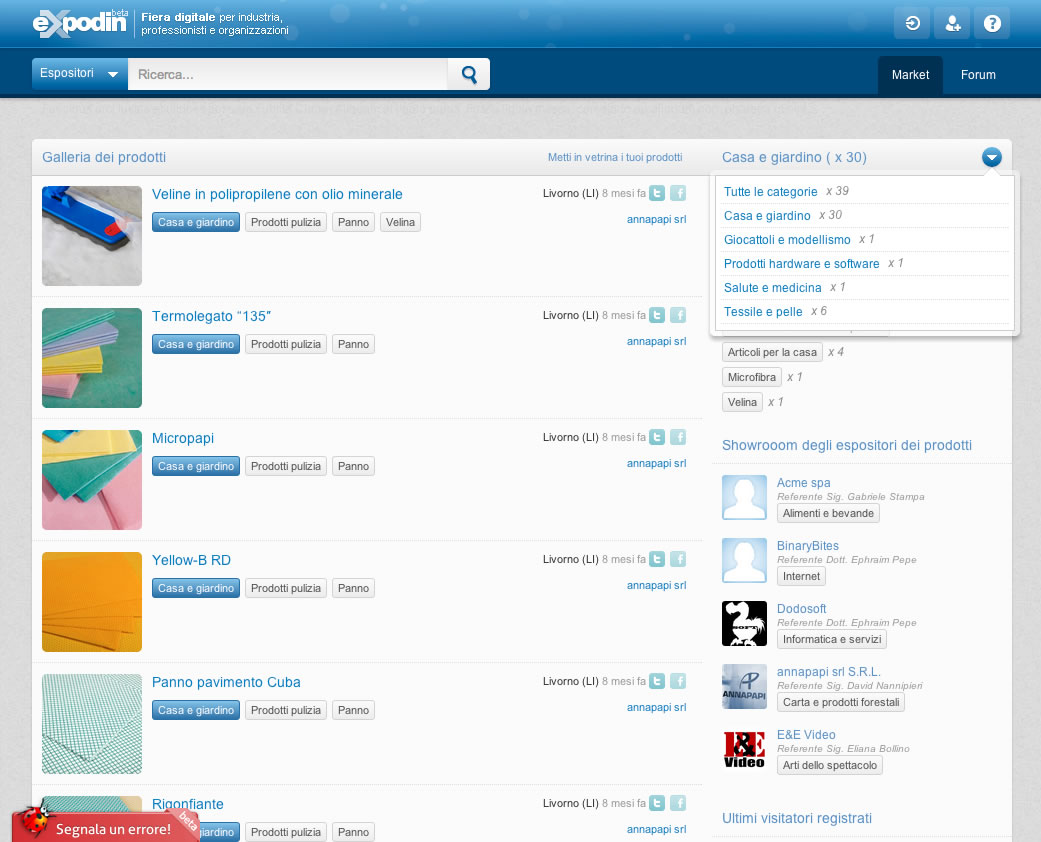 expodin beta
Fiera digitale per industria,
professionisti e organizzazioni
Espositori
Ricerca...
Market
Forum
Galleria dei prodotti
Metti in vetrina i tuoi prodotti
Veline in polipropilene con olio minerale
Livorno (LI) 8 mesi fa
Casa e giardino Prodotti pulizia Panno Velina
annapapi srl
Termolegato “135″
Livorno (LI) 8 mesi fa
Casa e giardino Prodotti pulizia Panno
annapapi srl
Micropapi
Livorno (LI) 8 mesi fa
Casa e giardino Prodotti pulizia Panno
annapapi srl
Yellow-B RD
Livorno (LI) 8 mesi fa
Casa e giardino Prodotti pulizia Panno
annapapi srl
Panno pavimento Cuba
Livorno (LI) 8 mesi fa
Casa e giardino Prodotti pulizia Panno
annapapi srl
Rigonfiante
Livorno (LI) 8 mesi fa
giardino Prodotti pulizia Panno
annapapi srl
Segnala un errore!
beta
Casa e giardino ( x 30)
Tutte le categorie x 39
Casa e giardino x 30
Giocattoli e modellismo x 1
Prodotti hardware e software x 1
Salute e medicina x 1
Tessile e pelle x 6
Articoli per la casa x 4
Microfibra x 1
Velina x 1
Showrooom degli espositori dei prodotti
Acme spa
Referente Sig. Gabriele Stampa
Alimenti e bevande
BinaryBites
Referente Dott. Ephraim Pepe
Internet
SOFT
Dodosoft
Referente Dott. Ephraim Pepe
Informatica e servizi
AP
ANNAPAPI
annapapi srl S.R.L.
Referente Sig. David Nannipieri
Carta e prodotti forestali
E&E
Video
E&E Video
Referente Sig. Eliana Bollino
Arti dello spettacolo
Ultimi visitatori registrati